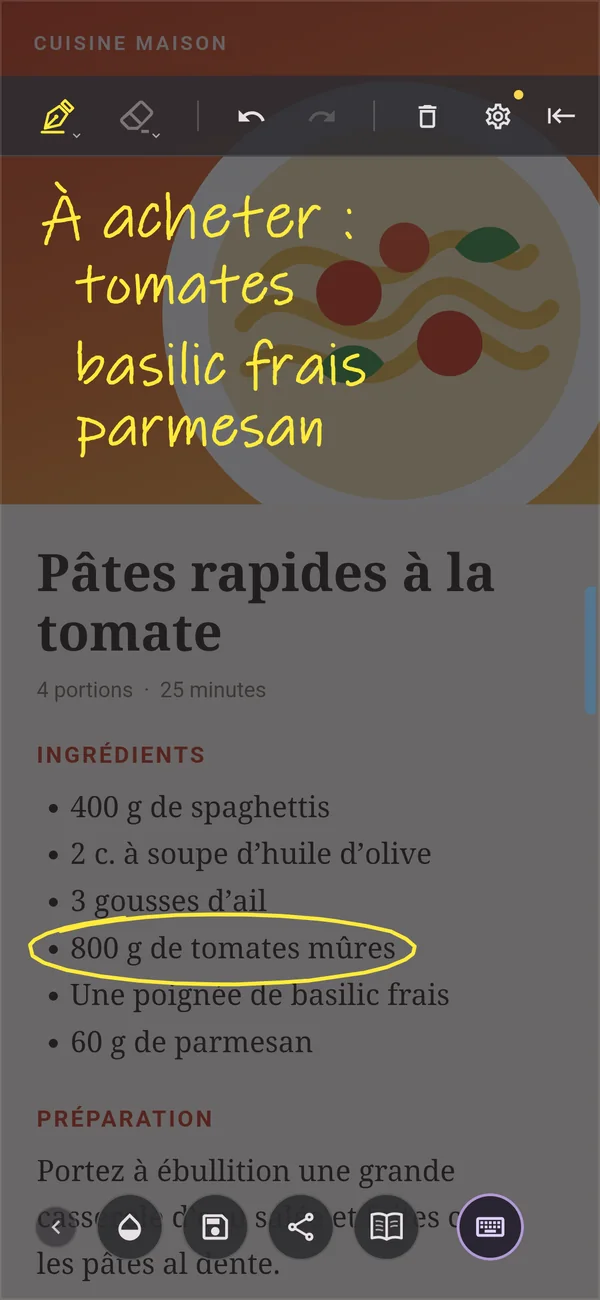 CUISINE MAISON
À acheter :
tomates
basilic frais
parmesan
Pâtes rapides à la
tomate
4 portions · 25 minutes
INGRÉDIENTS
• 400 g de spaghettis
• 2 c. à soupe d’huile d’olive
• 3 gousses d’ail
• 800 g de tomates mûres
• Une poignée de basilic frais
• 60 g de parmesan
PRÉPARATION
Portez à ébullition une grande
et
les pâtes al dente.